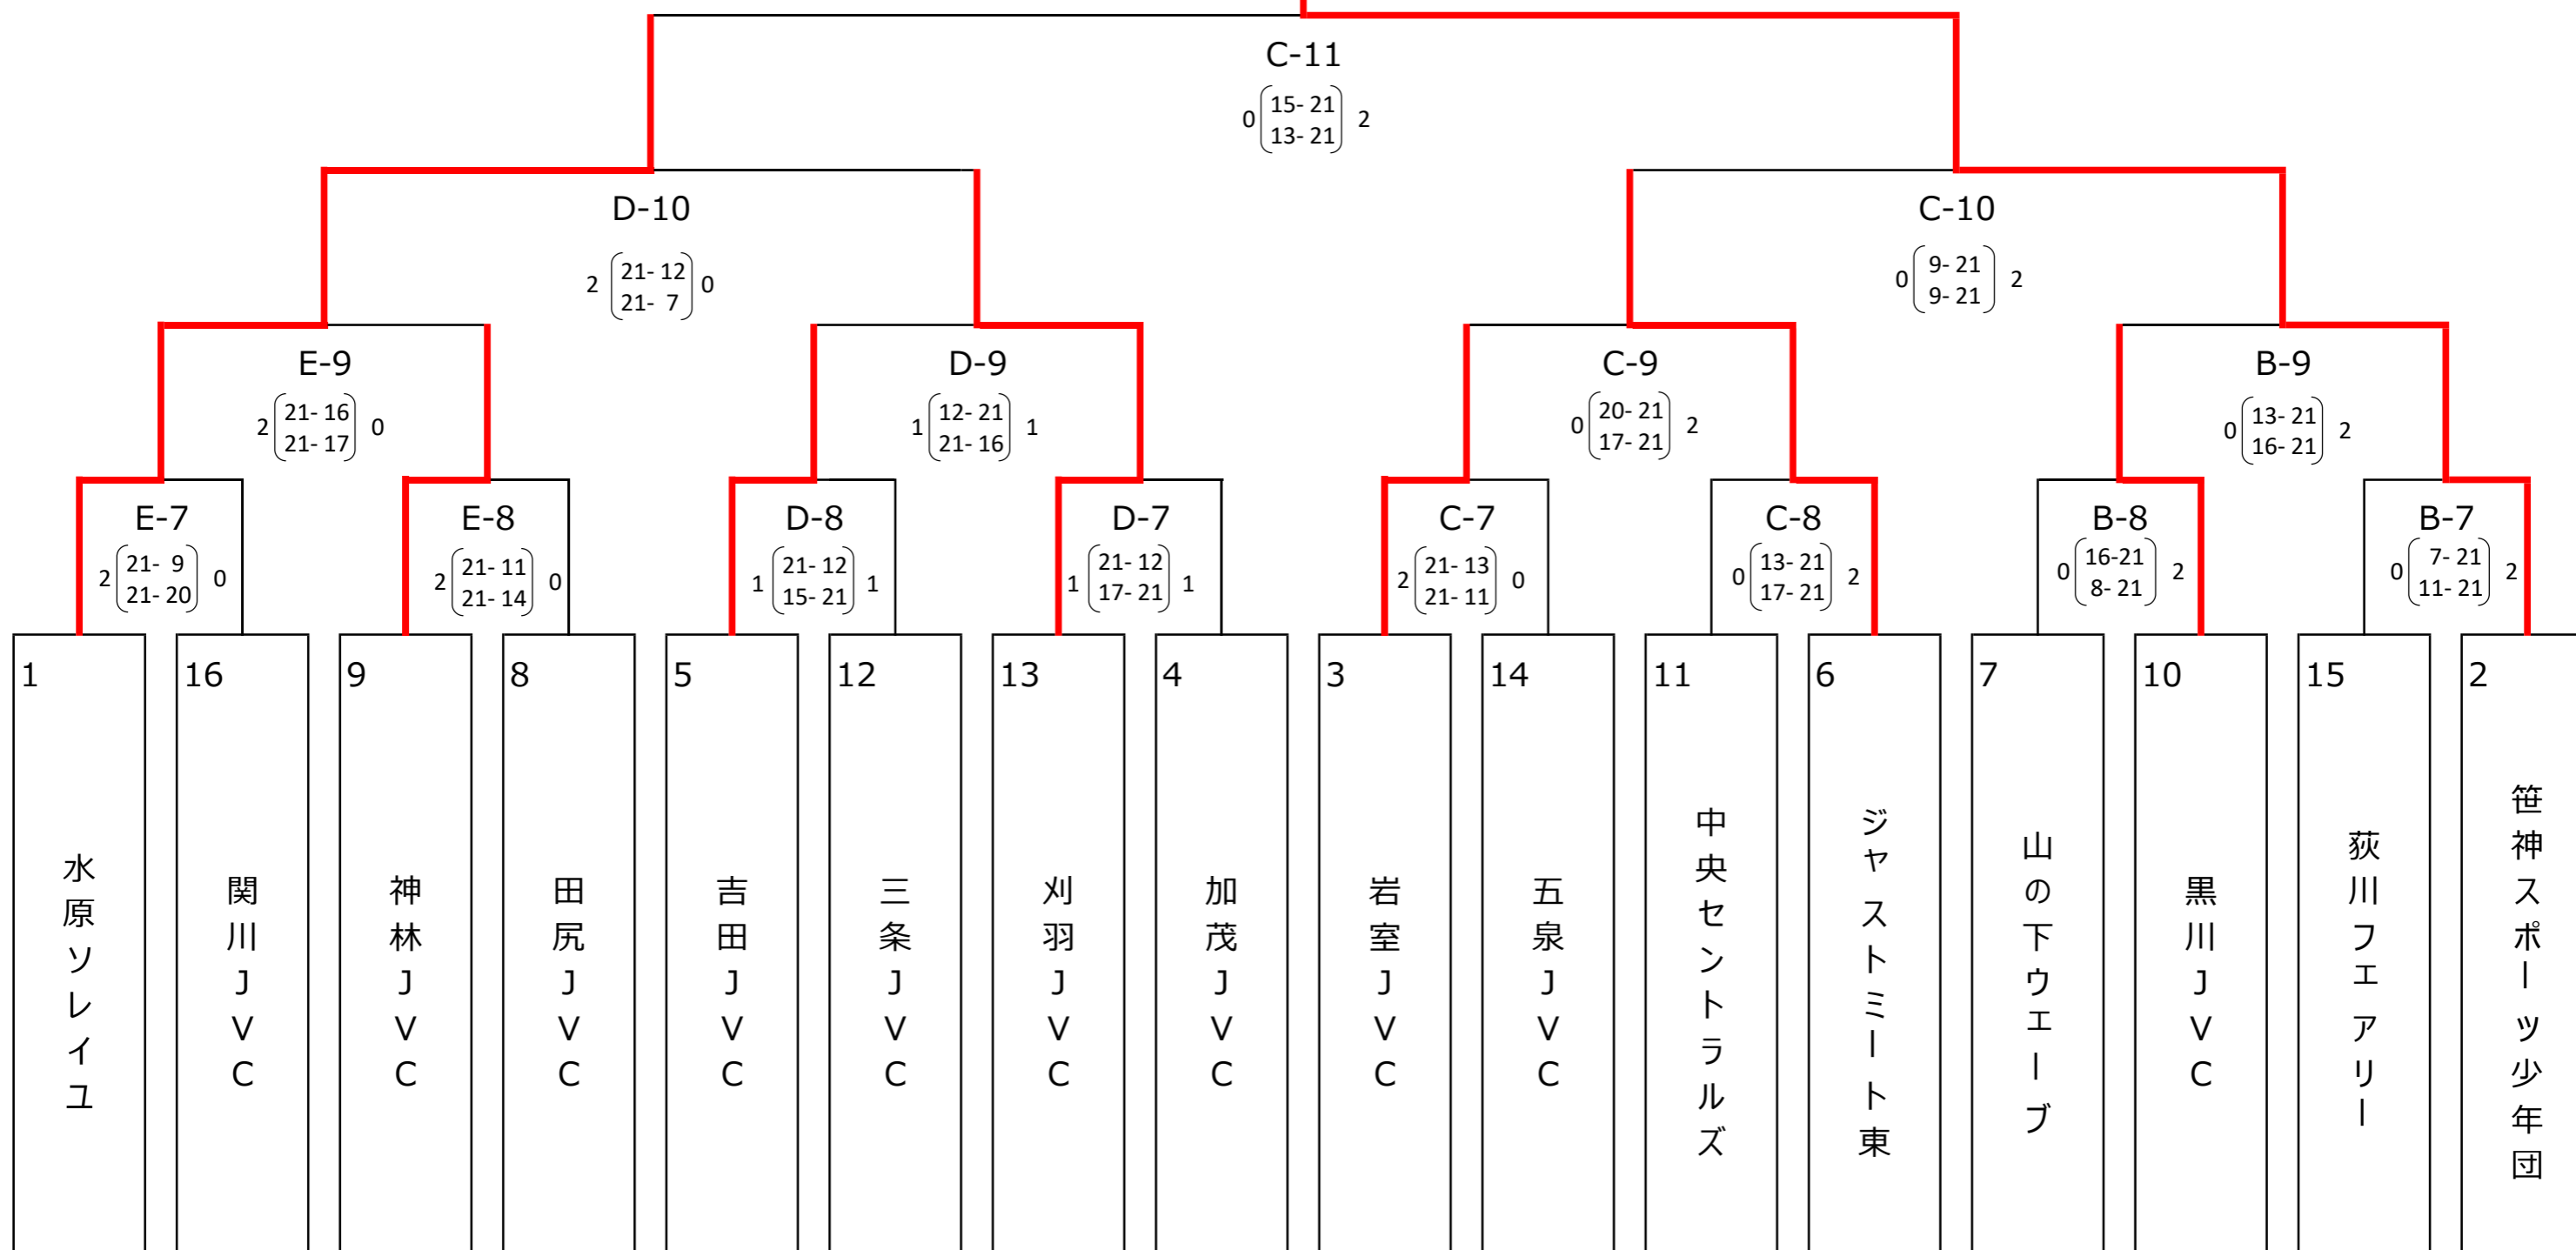 C-11
0 15- 21 2
13- 21
D-10
2 21- 12 0
21- 7
C-10
0 9- 21 2
9- 21
E-9
2 21- 16 0
21- 17
D-9
1 12- 21 1
21- 16
C-9
0 20- 21 2
17- 21
B-9
0 13- 21 2
16- 21
E-7
2 21- 9 0
21- 20
E-8
2 21- 11 0
21- 14
D-8
1 21- 12 1
15- 21
D-7
1 21- 12 1
17- 21
C-7
2 21- 13 0
21- 11
C-8
0 13- 21 2
17- 21
B-8
0 16-21 2
8- 21
B-7
0 7- 21 2
11- 21
1
水原ソレイユ
16
関川JVC
9
神林JVC
8
田尻JVC
5
吉田JVC
12
三条JVC
13
刈羽JVC
4
加茂JVC
3
岩室JVC
14
五泉JVC
11
中央セントラルズ
6
ジャストミート東
7
山の下ウエーブ
10
黒川JVC
15
荻川フェアリー
2
笹神スポーツ少年団